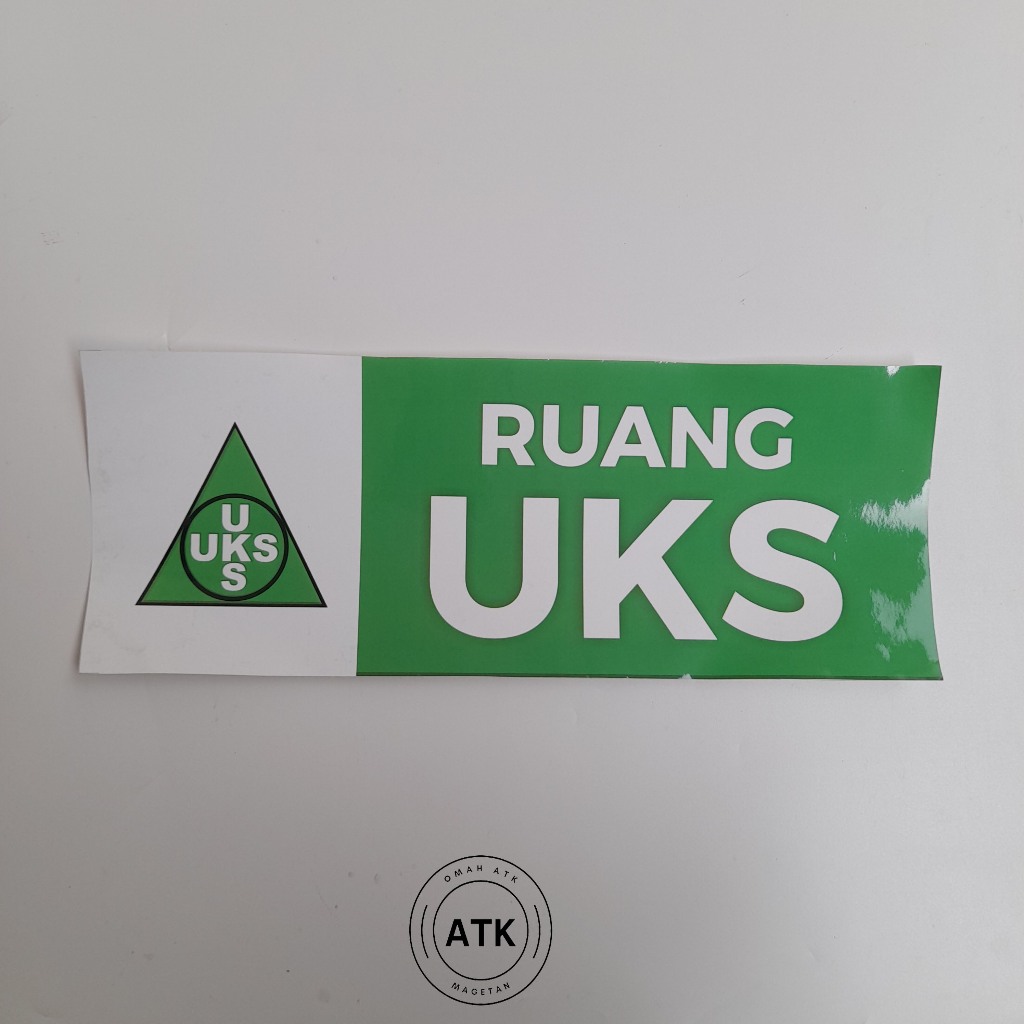 RUANG
UKS
U
UKS
S
OMAH ATK
ATK
MAGETAN